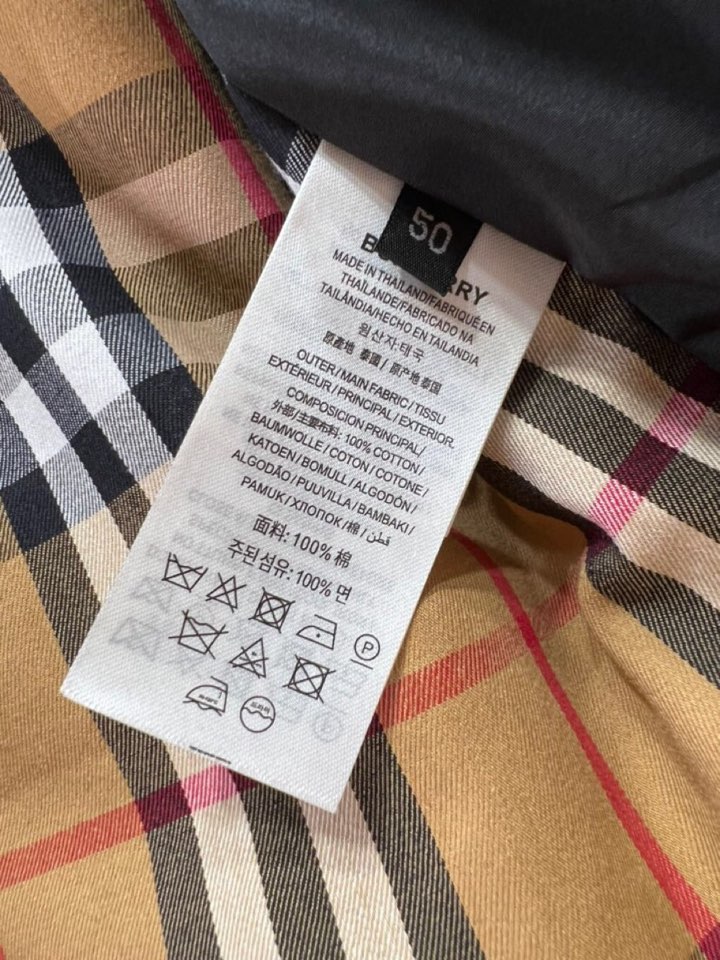 50
B RRY
MADE IN THAILAND/FABRIQUÉ EN
THAÏLANDE/FABRICADO NA
TAILÂNDIA/HECHO EN TAILANDIA
원산자:태국
原產地 泰國 / 原产地 泰国
OUTER / MAIN FABRIC / TISSU
EXTÉRIEUR / PRINCIPAL / EXTERIOR.
COMPOSICION PRINCIPAL /
外部/主要布料: 100% COTTON /
BAUMWOLLE / COTON / COTONE /
KATOEN / BOMULL / ALGODÓN /
ALGODÃO / PUUVILLA / BAMBAKI /
PAMUK / ХЛОПОК / 棉 / قطن
面料: 100% 棉
주된섬유: 100% 면
P